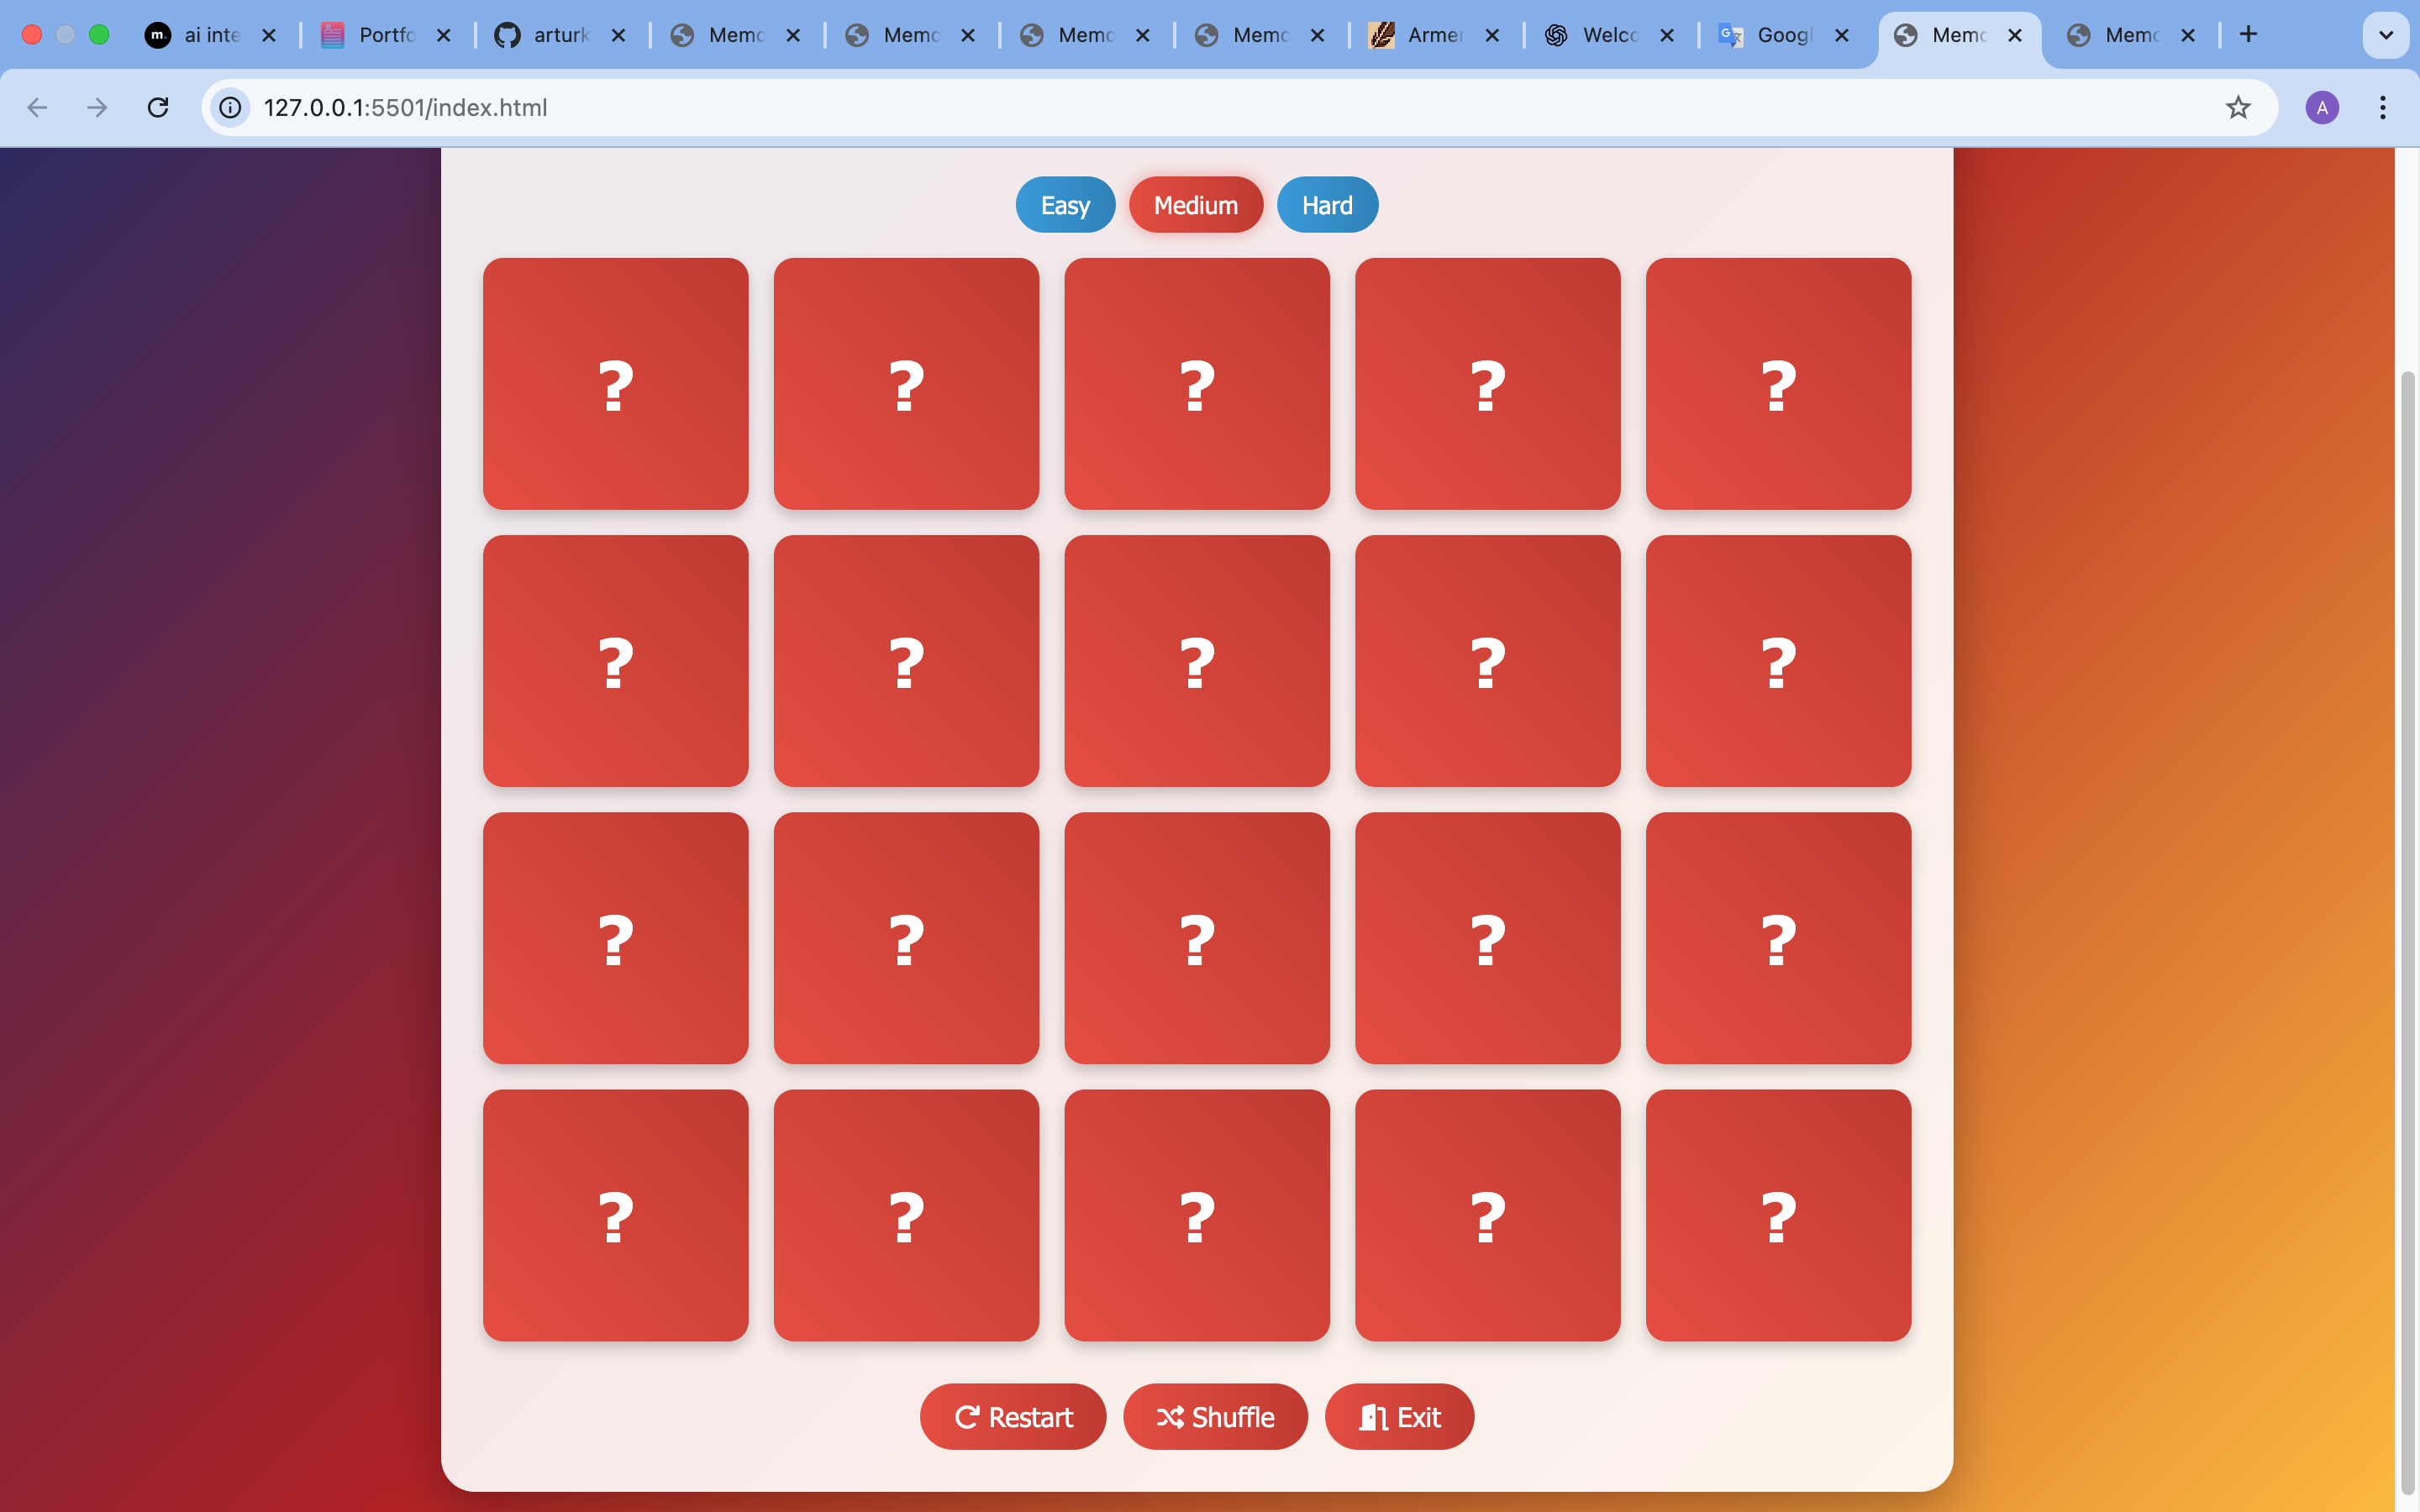 m. ai inte Portfo arturk Memo Memo Memo Memo Armen Welco Googl Memo Memo
127.0.0.1:5501/index.html A
Easy Medium Hard
? ? ? ? ?
? ? ? ? ?
? ? ? ? ?
? ? ? ? ?
Restart Shuffle Exit